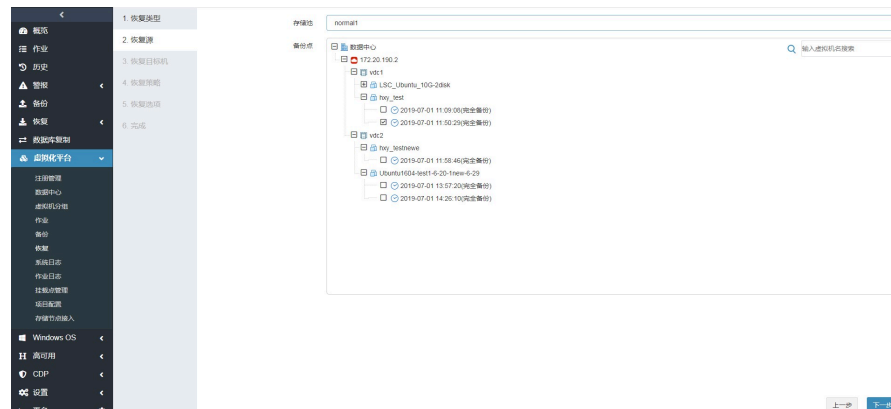 概览
作业
历史
警报
备份
恢复
数据库复制
虚拟化平台
注册管理
数据中心
虚拟机分组
作业
备份
恢复
系统日志
作业日志
挂载点管理
项目配置
存储节点接入
Windows OS
高可用
CDP
设置
1. 恢复类型
2. 恢复源
3. 恢复目标机
4. 恢复策略
5. 恢复选项
6. 完成
存储池
normal1
备份点
数据中心
输入虚拟机名搜索
172.20.190.2
vdc1
LSC_Ubuntu_10G-2disk
hxy_test
2019-07-01 11:09:08(完全备份)
2019-07-01 11:50:29(完全备份)
vdc2
hxy_testnewe
2019-07-01 11:58:46(完全备份)
Ubuntu1604-test1-6-20-1new-6-29
2019-07-01 13:57:20(完全备份)
2019-07-01 14:26:10(完全备份)
上一步
下一步